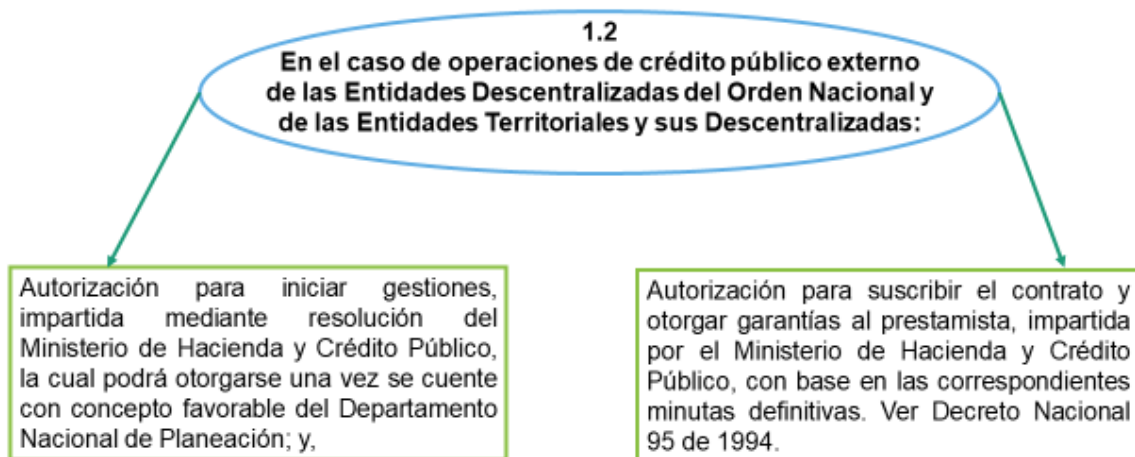 1.2
En el caso de operaciones de crédito público externo
de las Entidades Descentralizadas del Orden Nacional y
de las Entidades Territoriales y sus Descentralizadas:
Autorización para iniciar gestiones,
impartida mediante resolución del
Ministerio de Hacienda y Crédito Público,
la cual podrá otorgarse una vez se cuente
con concepto favorable del Departamento
Nacional de Planeación; y,
Autorización para suscribir el contrato y
otorgar garantías al prestamista, impartida
por el Ministerio de Hacienda y Crédito
Público, con base en las correspondientes
minutas definitivas. Ver Decreto Nacional
95 de 1994.